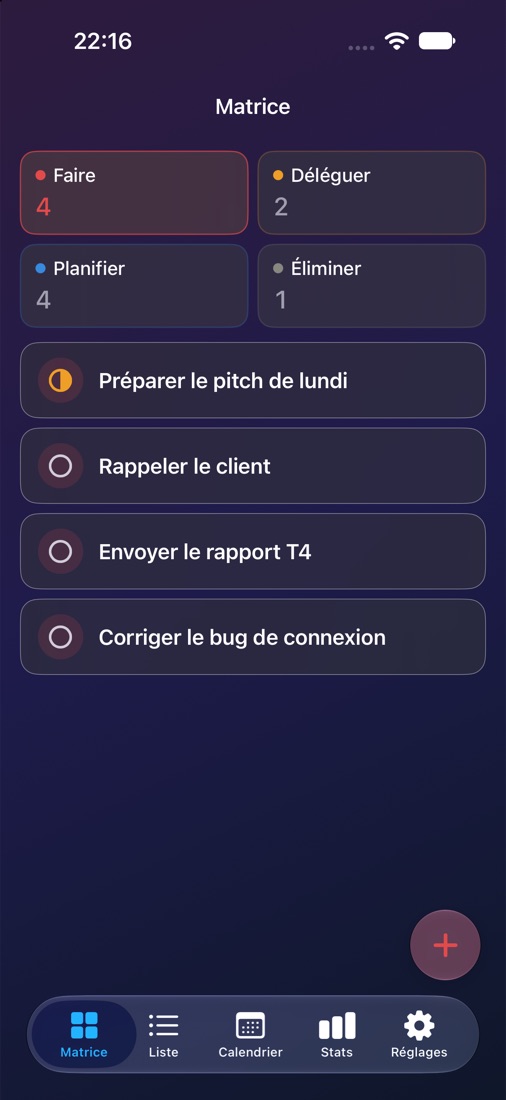 22:16
Matrice
Faire
4
Déléguer
2
Planifier
4
Éliminer
1
Préparer le pitch de lundi
Rappeler le client
Envoyer le rapport T4
Corriger le bug de connexion
Matrice
Liste
Calendrier
Stats
Réglages